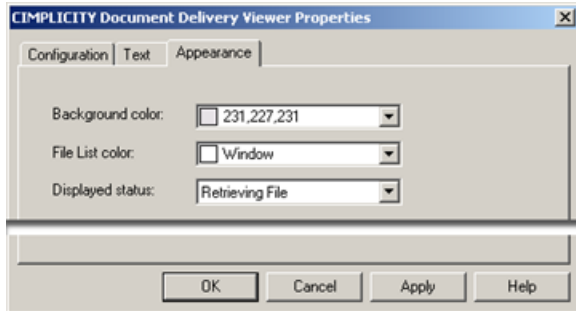 CIMPLICITY Document Delivery Viewer Properties
Configuration Text Appearance
Background color: 231,227,231
File List color: Window
Displayed status: Retrieving File
OK Cancel Apply Help